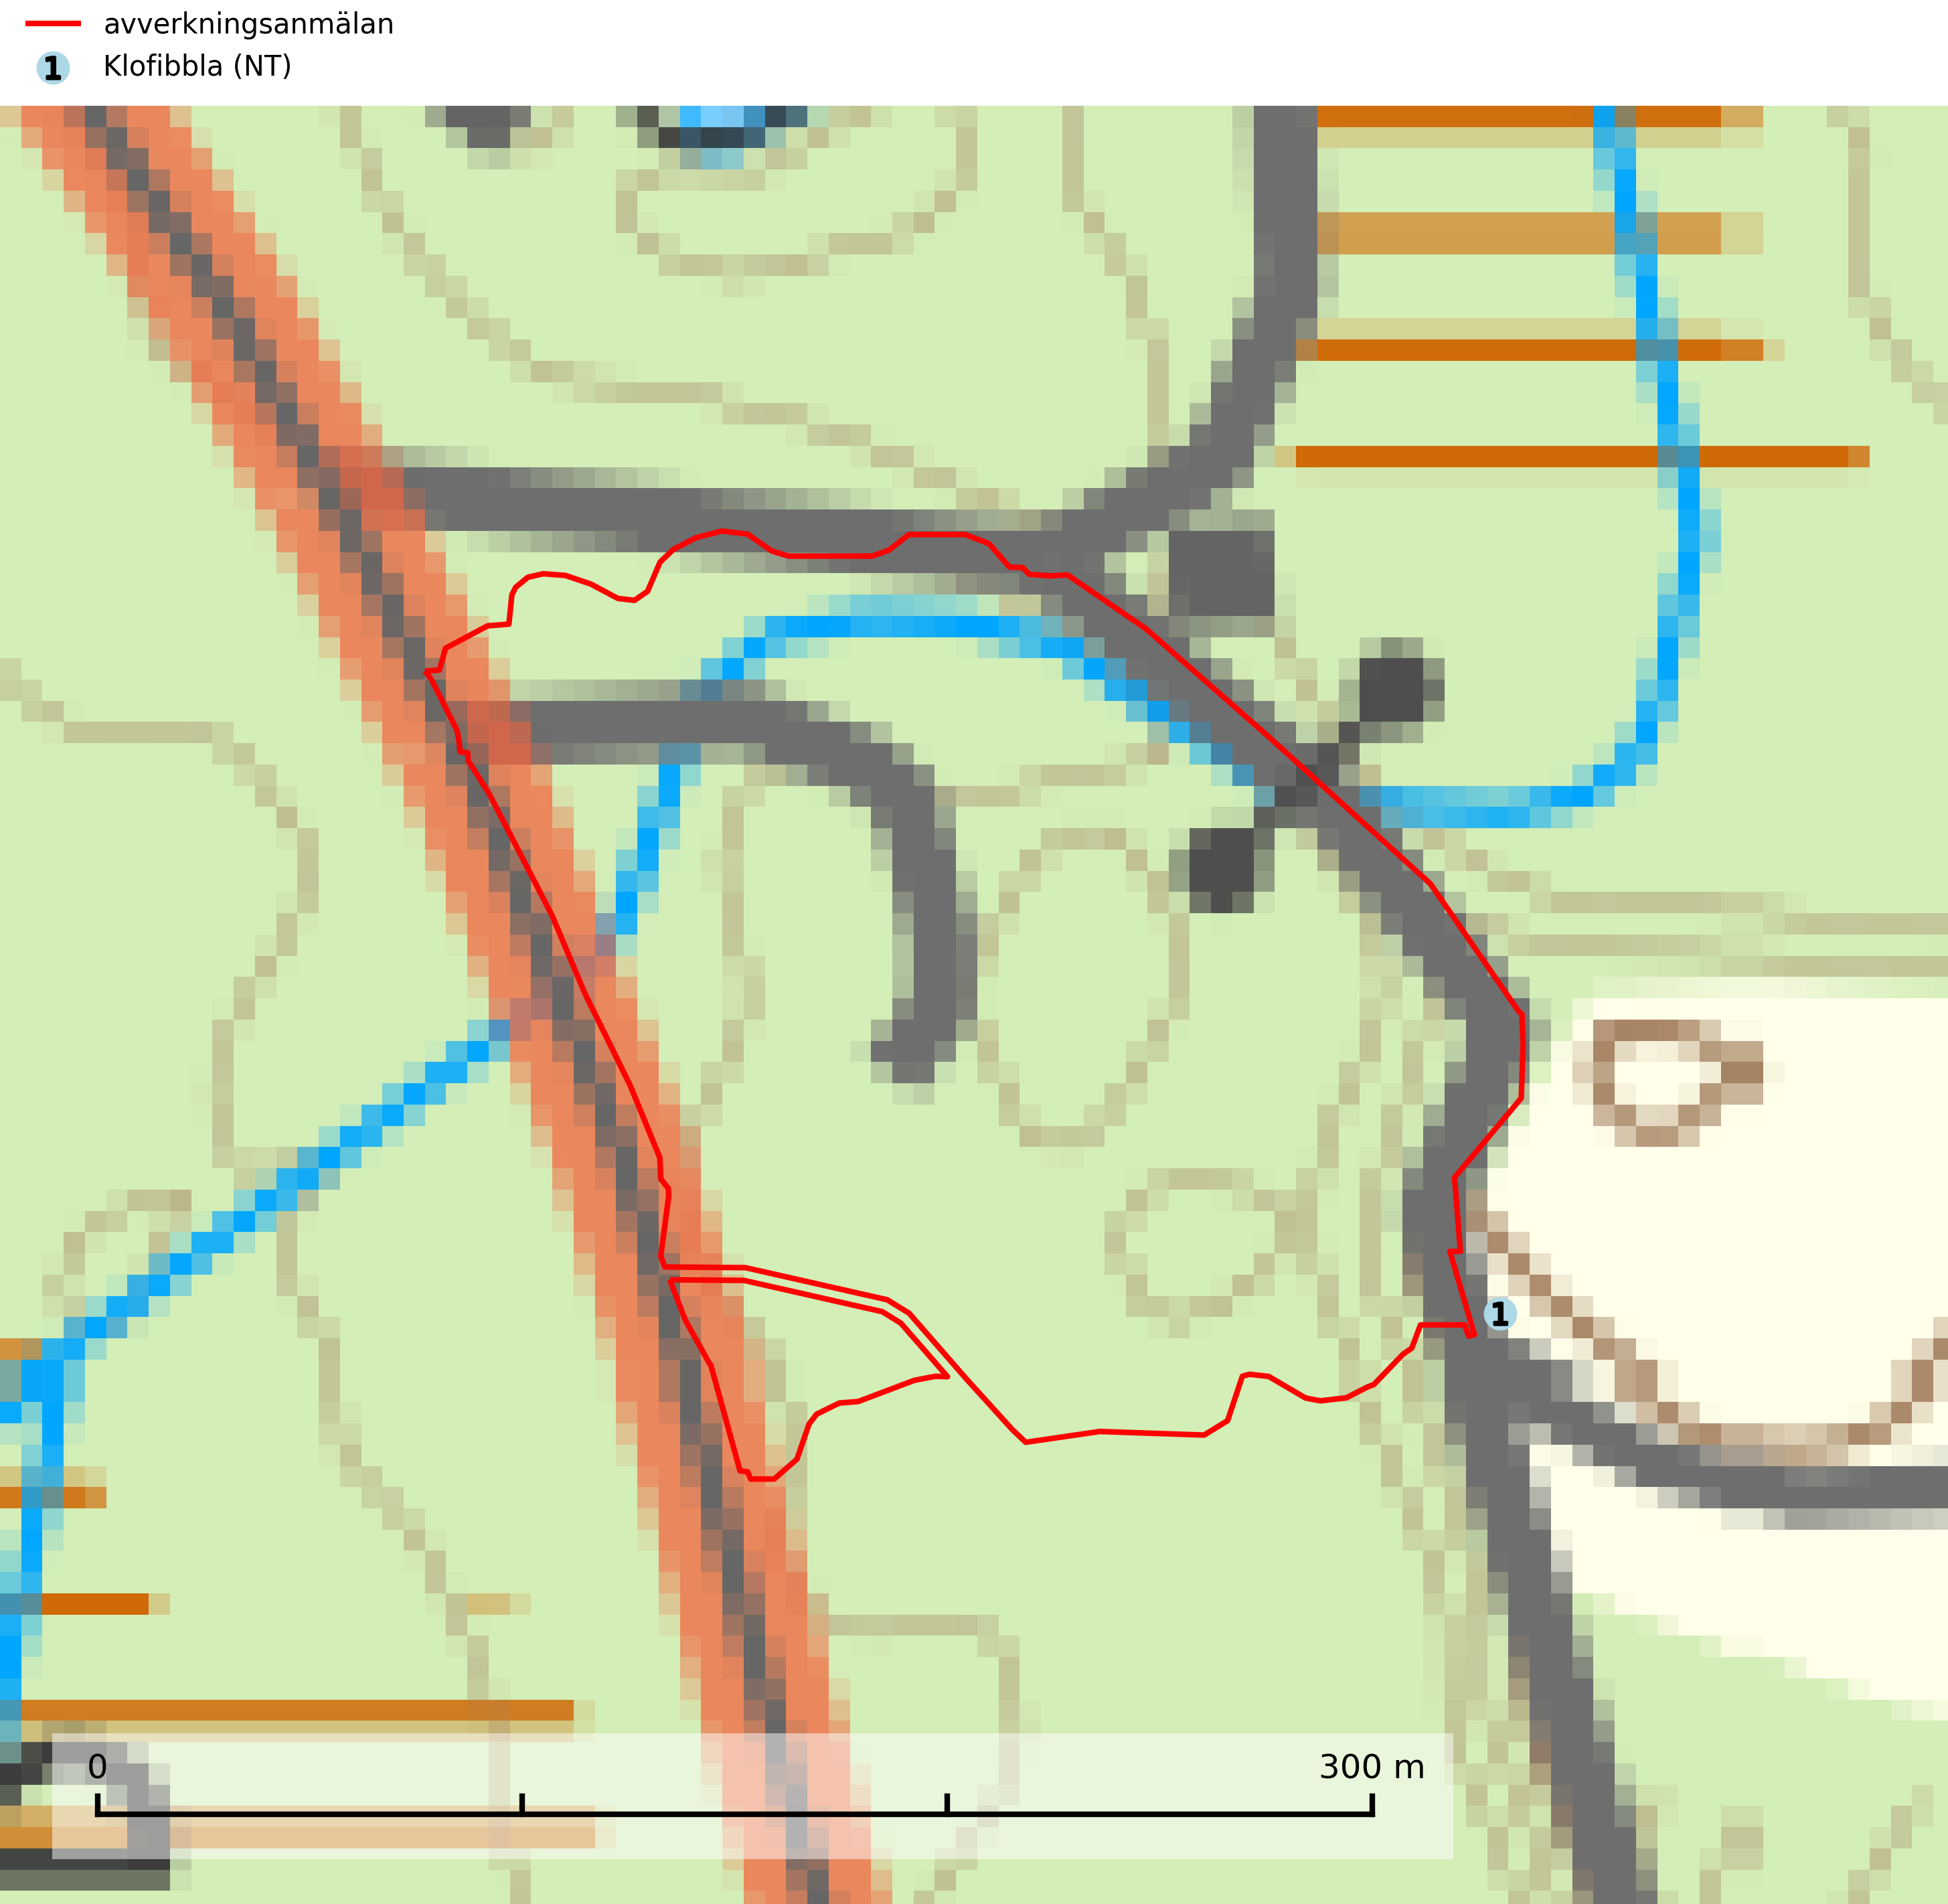 avverkningsanmälan
1 Klofibbla (NT)
1
0 300 m